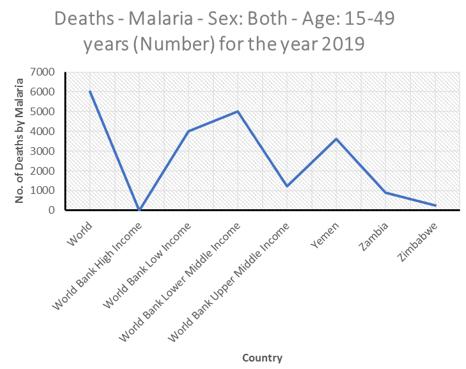 Deaths - Malaria - Sex: Both - Age: 15-49
years (Number) for the year 2019
No. of Deaths by Malaria
7000
6000
5000
4000
3000
2000
1000
0
World
World Bank High Income
World Bank Low Income
World Bank Lower Middle Income
World Bank Upper Middle Income
Yemen
Zambia
Zimbabwe
Country